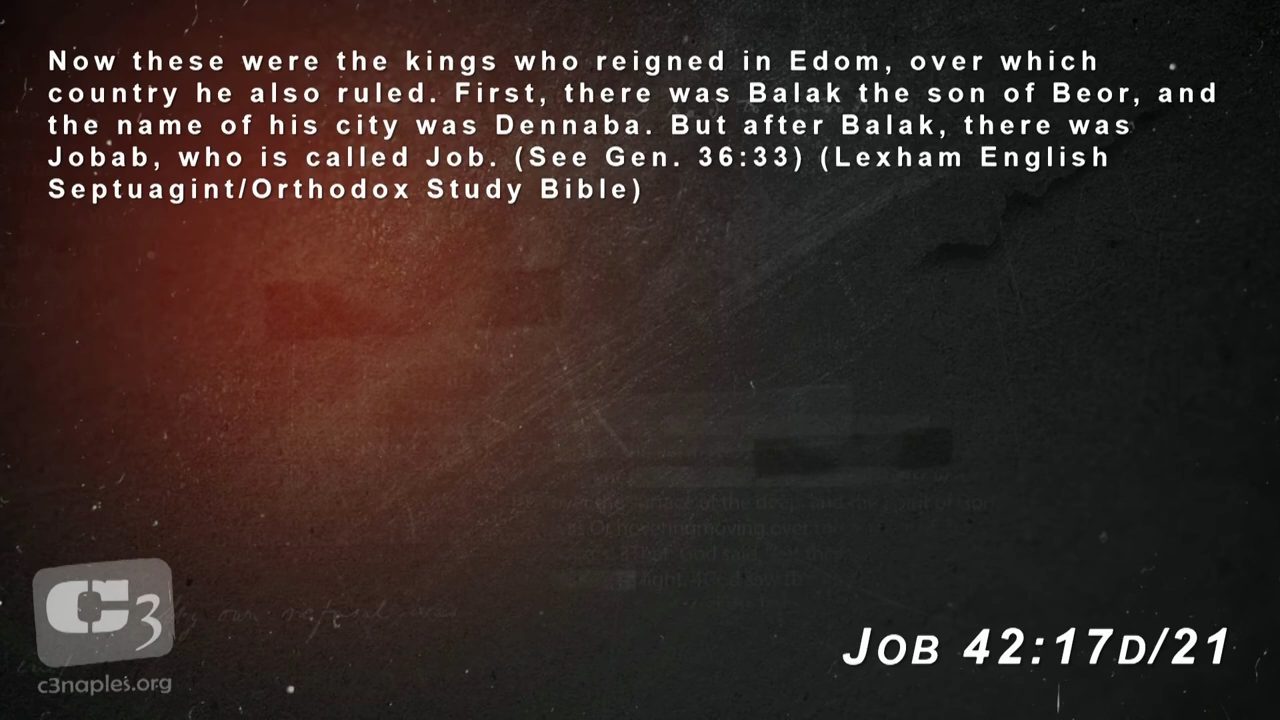 Now these were the kings who reigned in Edom, over which
country he also ruled. First, there was Balak the son of Beor, and
the name of his city was Dennaba. But after Balak, there was
Jobab, who is called Job. (See Gen. 36:33) (Lexham English
Septuagint/Orthodox Study Bible)
C3
c3naples.org
Job 42:17d/21